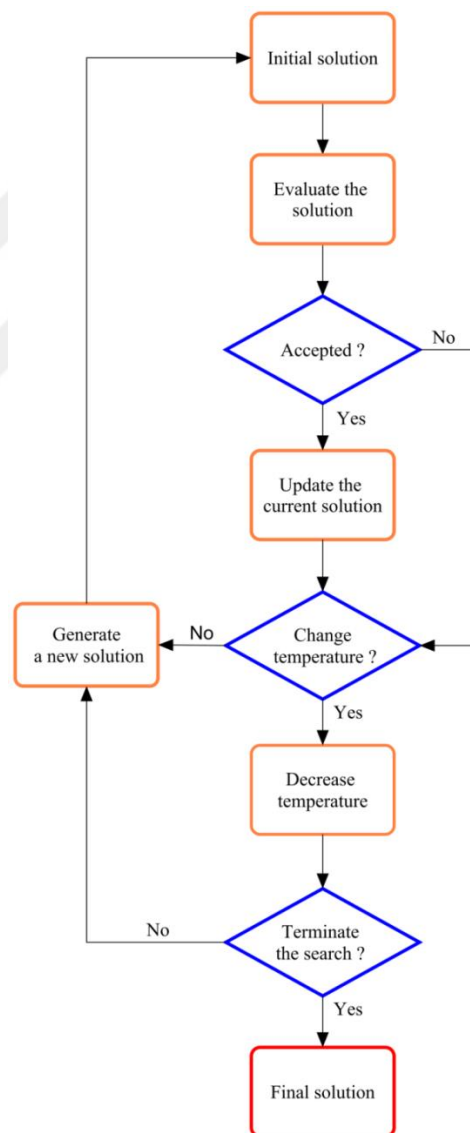 Initial solution
Evaluate the
solution
Accepted ?
No
Yes
Update the
current solution
Generate
a new solution
No
Change
temperature ?
Yes
Decrease
temperature
No
Terminate
the search ?
Yes
Final solution